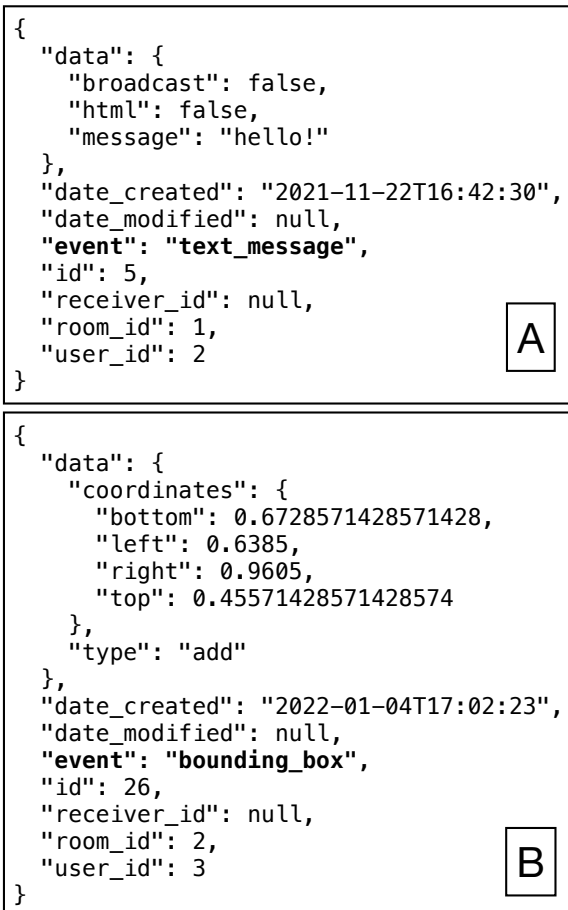 {
  "data": {
    "broadcast": false,
    "html": false,
    "message": "hello!"
  },
  "date_created": "2021-11-22T16:42:30",
  "date_modified": null,
  "event": "text_message",
  "id": 5,
  "receiver_id": null,
  "room_id": 1,
  "user_id": 2
}
A
{
  "data": {
    "coordinates": {
      "bottom": 0.6728571428571428,
      "left": 0.6385,
      "right": 0.9605,
      "top": 0.45571428571428574
    },
    "type": "add"
  },
  "date_created": "2022-01-04T17:02:23",
  "date_modified": null,
  "event": "bounding_box",
  "id": 26,
  "receiver_id": null,
  "room_id": 2,
  "user_id": 3
}
B